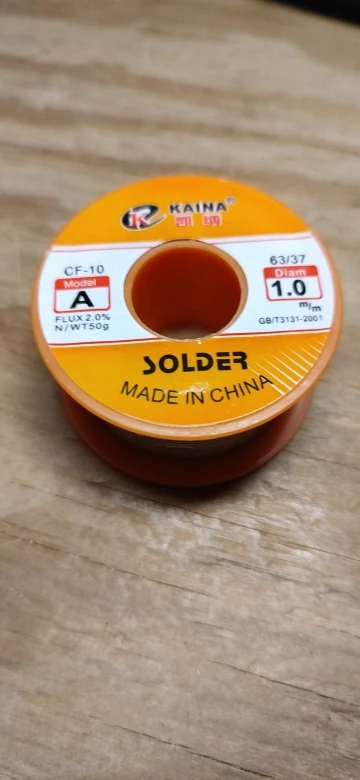 KAINA®
凯纳
CF-10
Model
A
FLUX 2.0%
N/WT50g
63/37
Diam
1.0
m/m
GB/T3131-2001
SOLDER
MADE IN CHINA